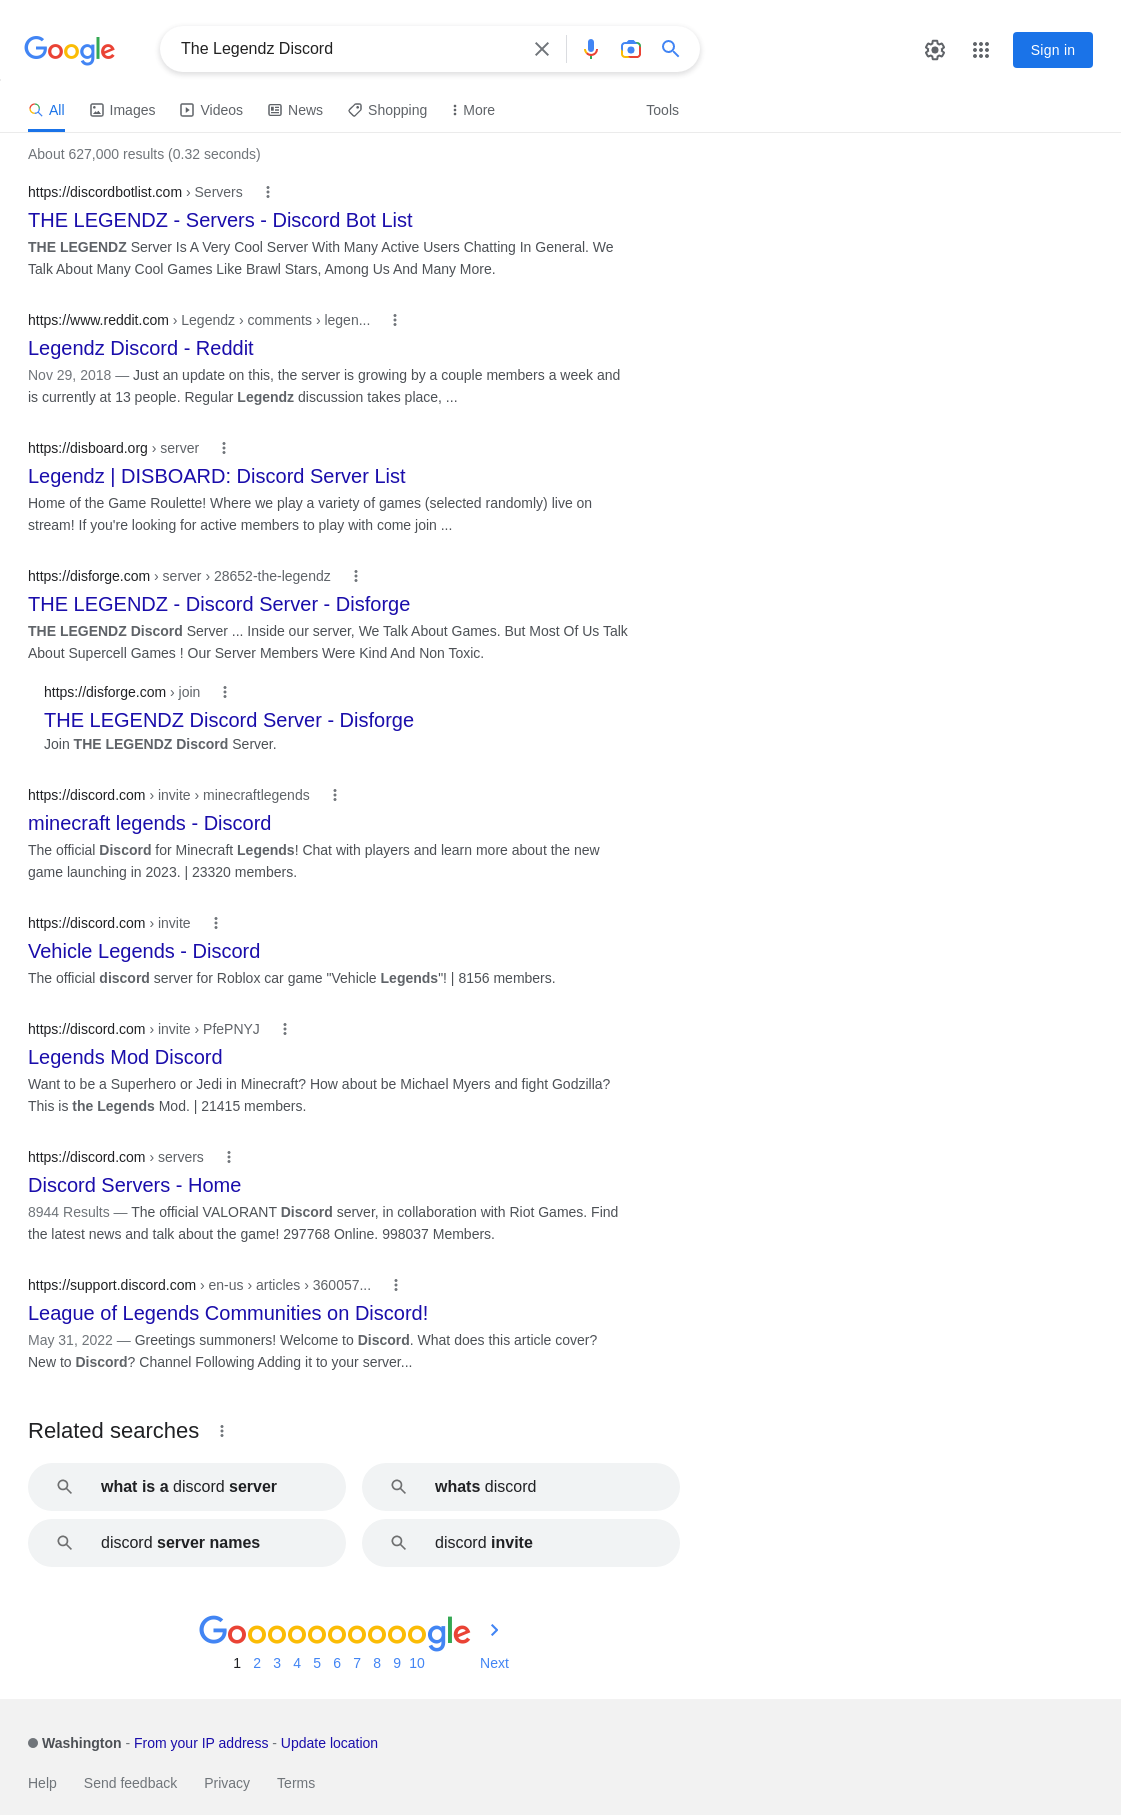 Google
The Legendz Discord
Sign in
All Images Videos News Shopping More Tools
About 627,000 results (0.32 seconds)
https://discordbotlist.com › Servers
THE LEGENDZ - Servers - Discord Bot List
THE LEGENDZ Server Is A Very Cool Server With Many Active Users Chatting In General. We
Talk About Many Cool Games Like Brawl Stars, Among Us And Many More.
https://www.reddit.com › Legendz › comments › legen...
Legendz Discord - Reddit
Nov 29, 2018 — Just an update on this, the server is growing by a couple members a week and
is currently at 13 people. Regular Legendz discussion takes place, ...
https://disboard.org › server
Legendz | DISBOARD: Discord Server List
Home of the Game Roulette! Where we play a variety of games (selected randomly) live on
stream! If you're looking for active members to play with come join ...
https://disforge.com › server › 28652-the-legendz
THE LEGENDZ - Discord Server - Disforge
THE LEGENDZ Discord Server ... Inside our server, We Talk About Games. But Most Of Us Talk
About Supercell Games ! Our Server Members Were Kind And Non Toxic.
https://disforge.com › join
THE LEGENDZ Discord Server - Disforge
Join THE LEGENDZ Discord Server.
https://discord.com › invite › minecraftlegends
minecraft legends - Discord
The official Discord for Minecraft Legends! Chat with players and learn more about the new
game launching in 2023. | 23320 members.
https://discord.com › invite
Vehicle Legends - Discord
The official discord server for Roblox car game "Vehicle Legends"! | 8156 members.
https://discord.com › invite › PfePNYJ
Legends Mod Discord
Want to be a Superhero or Jedi in Minecraft? How about be Michael Myers and fight Godzilla?
This is the Legends Mod. | 21415 members.
https://discord.com › servers
Discord Servers - Home
8944 Results — The official VALORANT Discord server, in collaboration with Riot Games. Find
the latest news and talk about the game! 297768 Online. 998037 Members.
https://support.discord.com › en-us › articles › 360057...
League of Legends Communities on Discord!
May 31, 2022 — Greetings summoners! Welcome to Discord. What does this article cover?
New to Discord? Channel Following Adding it to your server...
Related searches
what is a discord server
whats discord
discord server names
discord invite
Goooooooooogle
1 2 3 4 5 6 7 8 9 10 Next
Washington - From your IP address - Update location
Help Send feedback Privacy Terms